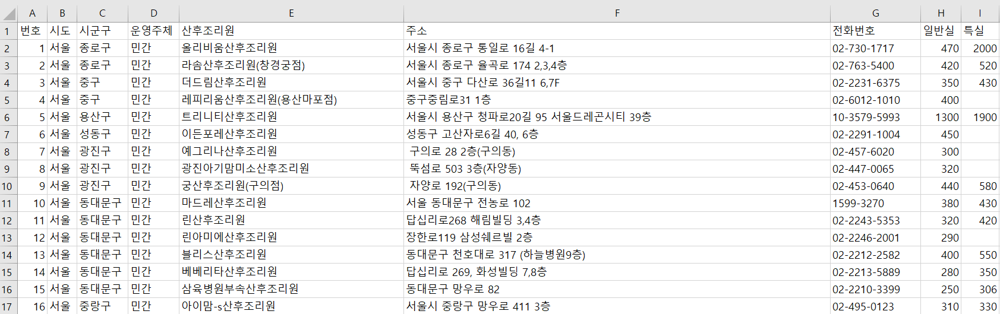 A B C D E F G H I
1 번호 시도 시군구 운영주체 산후조리원 주소 전화번호 일반실 특실
2 1 서울 종로구 민간 올리비움산후조리원 서울시 종로구 통일로 16길 4-1 02-730-1717 470 2000
3 2 서울 종로구 민간 라솜산후조리원(창경궁점) 서울시 종로구 율곡로 174 2,3,4층 02-763-5400 420 520
4 3 서울 중구 민간 더드림산후조리원 서울시 중구 다산로 36길11 6,7F 02-2231-6375 350 430
5 4 서울 중구 민간 레피리움산후조리원(용산마포점) 중구중림로31 1층 02-6012-1010 400
6 5 서울 용산구 민간 트리니티산후조리원 서울시 용산구 청파로20길 95 서울드레곤시티 39층 10-3579-5993 1300 1900
7 6 서울 성동구 민간 이든포레산후조리원 성동구 고산자로6길 40, 6층 02-2291-1004 450
8 7 서울 광진구 민간 예그리나산후조리원 구의로 28 2층(구의동) 02-457-6020 300
9 8 서울 광진구 민간 광진아기맘미소산후조리원 뚝섬로 503 3층(자양동) 02-447-0065 320
10 9 서울 광진구 민간 궁산후조리원(구의점) 자양로 192(구의동) 02-453-0640 440 580
11 10 서울 동대문구 민간 마드레산후조리원 서울 동대문구 전농로 102 1599-3270 380 430
12 11 서울 동대문구 민간 린산후조리원 답십리로268 해림빌딩 3,4층 02-2243-5353 320 420
13 12 서울 동대문구 민간 린아미에산후조리원 장한로119 삼성쉐르빌 2층 02-2246-2001 290
14 13 서울 동대문구 민간 블리스산후조리원 동대문구 천호대로 317 (하늘병원9층) 02-2212-2582 400 550
15 14 서울 동대문구 민간 베베리타산후조리원 답십리로 269, 화성빌딩 7,8층 02-2213-5889 280 350
16 15 서울 동대문구 민간 삼육병원부속산후조리원 동대문구 망우로 82 02-2210-3399 250 306
17 16 서울 중랑구 민간 아이맘-s산후조리원 서울시 중랑구 망우로 411 3층 02-495-0123 310 330